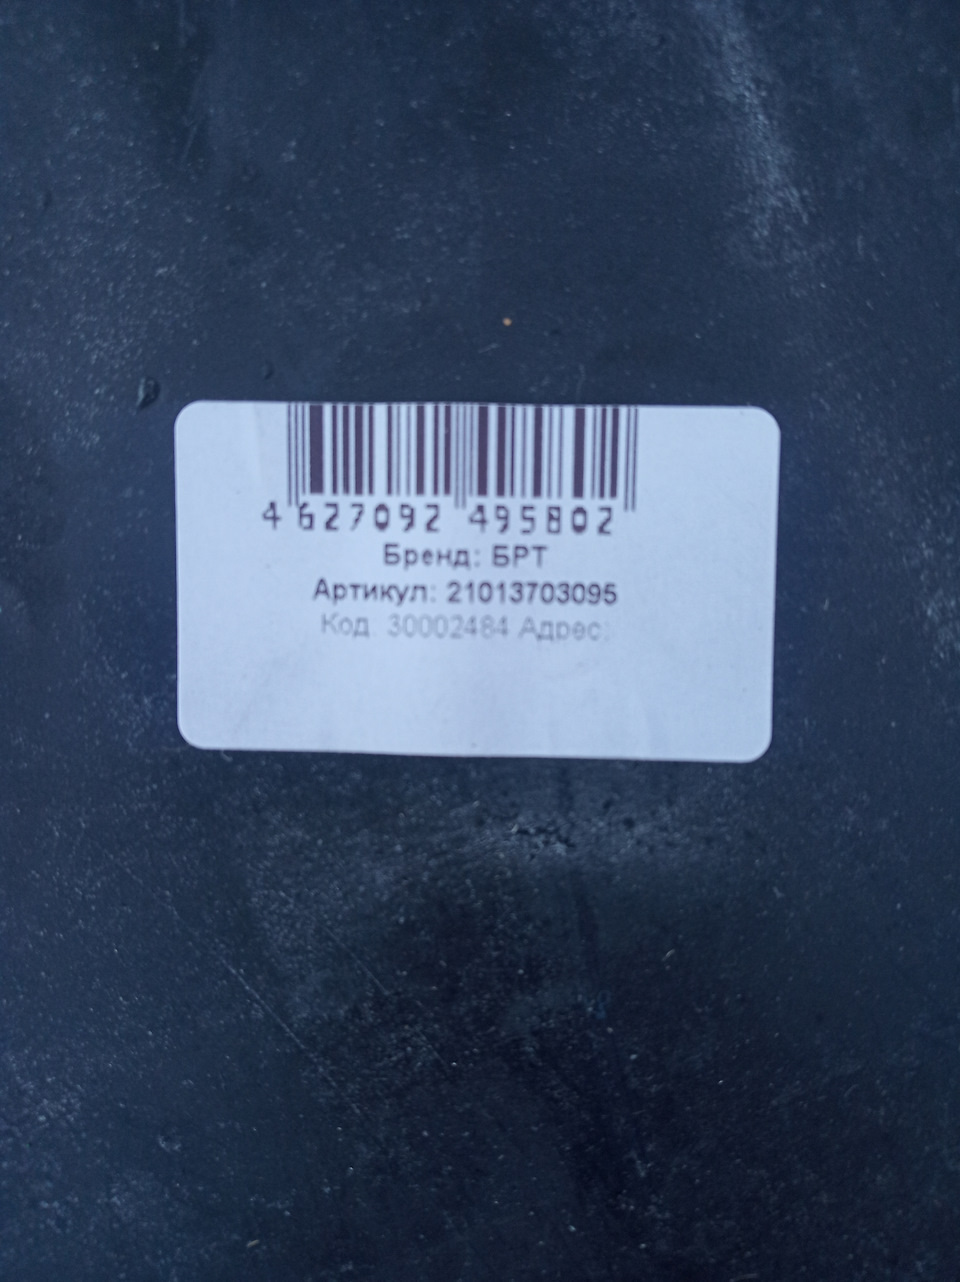 4 627092 495802
Бренд: БРТ
Артикул: 21013703095
Код: 30002484 Адрес: